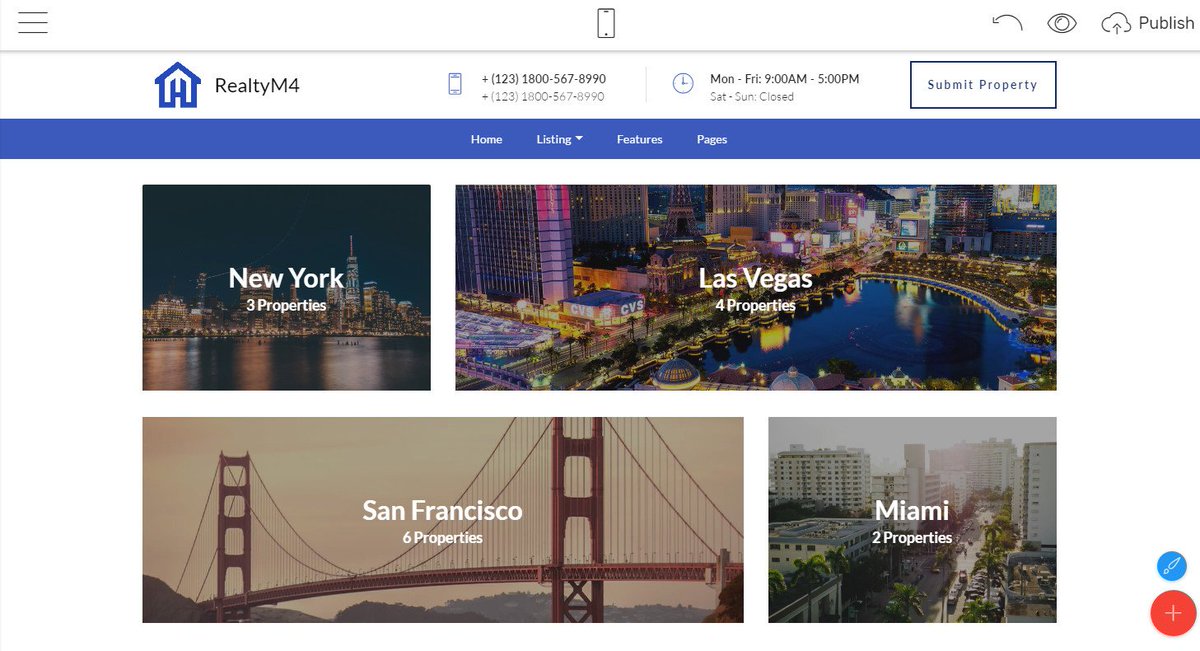 Publish
RealtyM4
+ (123) 1800-567-8990
+ (123) 1800-567-8990
Mon - Fri: 9:00AM - 5:00PM
Sat - Sun: Closed
Submit Property
Home Listing Features Pages
New York
3 Properties
CVS CVS
Las Vegas
4 Properties
San Francisco
6 Properties
Miami
2 Properties